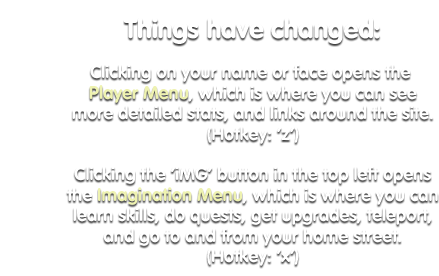 Things have changed:
Clicking on your name or face opens the
Player Menu, which is where you can see
more detailed stats, and links around the site.
(Hotkey: 'Z')
Clicking the 'iMG' button in the top left opens
the Imagination Menu, which is where you can
learn skills, do quests, get upgrades, teleport,
and go to and from your home street.
(Hotkey: 'X')